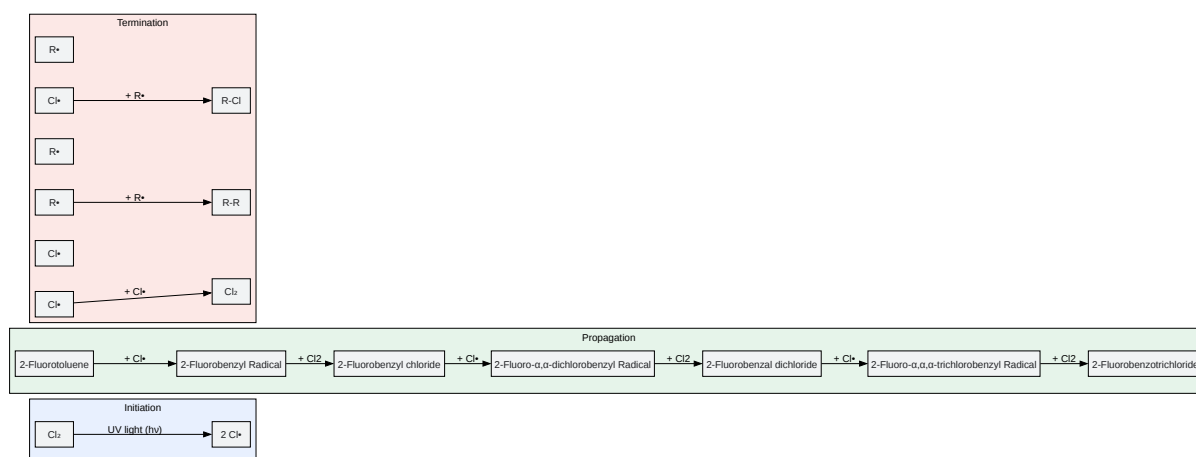 Termination
R•
Cl•
+ R•
R-Cl
R•
R•
+ R•
R-R
Cl•
Cl•
+ Cl•
Cl₂
Propagation
2-Fluorotoluene
+ Cl•
2-Fluorobenzyl Radical
+ Cl2
2-Fluorobenzyl chloride
+ Cl•
2-Fluoro-α,α-dichlorobenzyl Radical
+ Cl2
2-Fluorobenzal dichloride
+ Cl•
2-Fluoro-α,α,α-trichlorobenzyl Radical
+ Cl2
2-Fluorobenzotrichloride
Initiation
Cl₂
UV light (hν)
2 Cl•